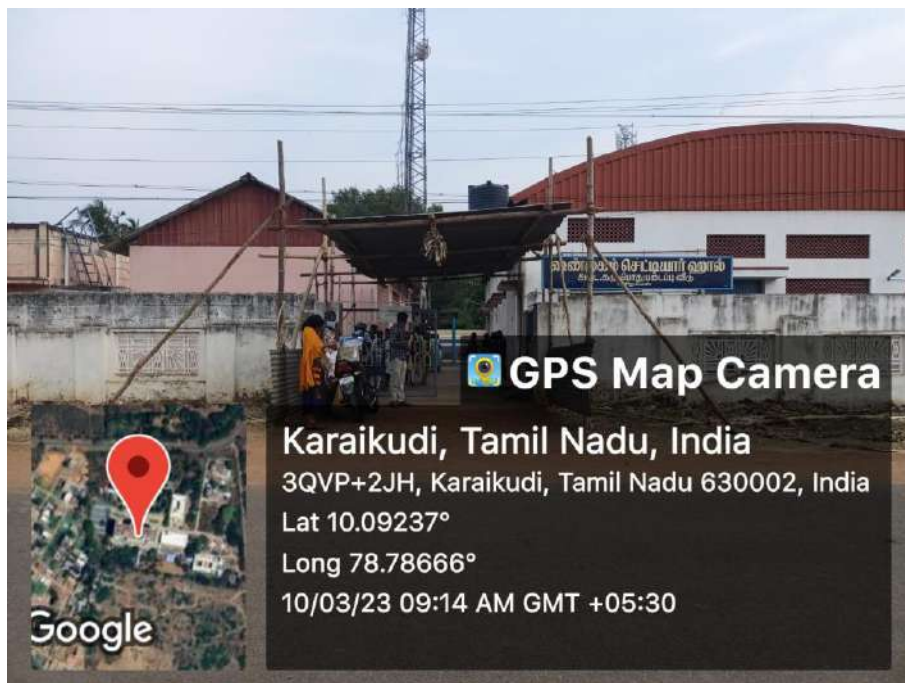 செட்டியார் ஹால்
GPS Map Camera
Karaikudi, Tamil Nadu, India
3QVP+2JH, Karaikudi, Tamil Nadu 630002, India
Lat 10.09237°
Long 78.78666°
10/03/23 09:14 AM GMT +05:30
Google